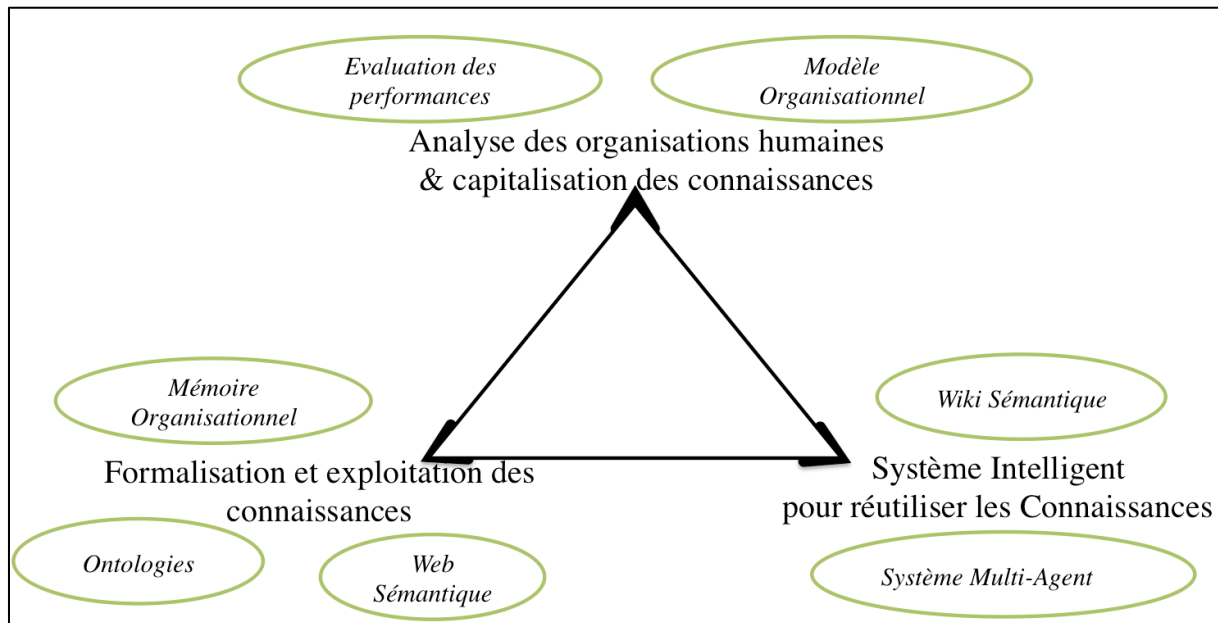 Evaluation des
performances
Modèle
Organisationnel
Analyse des organisations humaines
& capitalisation des connaissances
Mémoire
Organisationnel
Formalisation et exploitation des
connaissances
Ontologies
Web
Sémantique
Wiki Sémantique
Système Intelligent
pour réutiliser les Connaissances
Système Multi-Agent